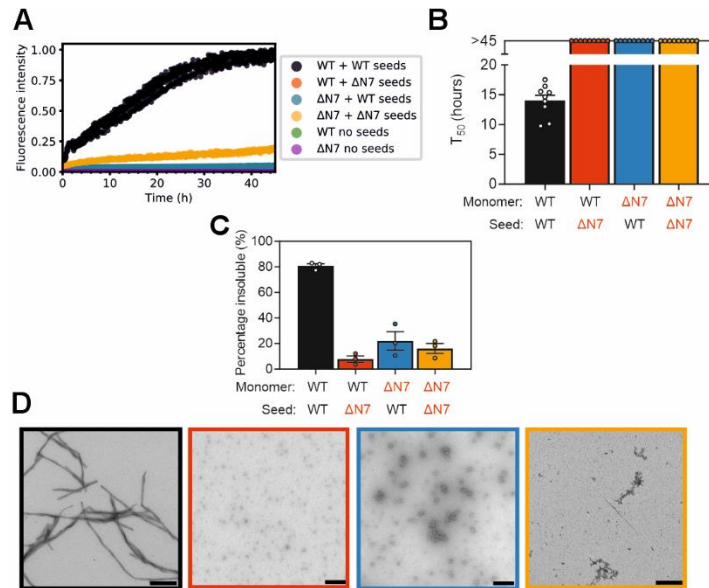 A
Fluorescence intensity
1.00
0.75
0.50
0.25
0.00
0 10 20 30 40
Time (h)
WT + WT seeds
WT + ΔN7 seeds
ΔN7 + WT seeds
ΔN7 + ΔN7 seeds
WT no seeds
ΔN7 no seeds
B
T50 (hours)
>45
20
15
10
5
0
Monomer: WT WT ΔN7 ΔN7
Seed: WT ΔN7 WT ΔN7
C
Percentage insoluble (%)
100
80
60
40
20
0
Monomer: WT WT ΔN7 ΔN7
Seed: WT ΔN7 WT ΔN7
D